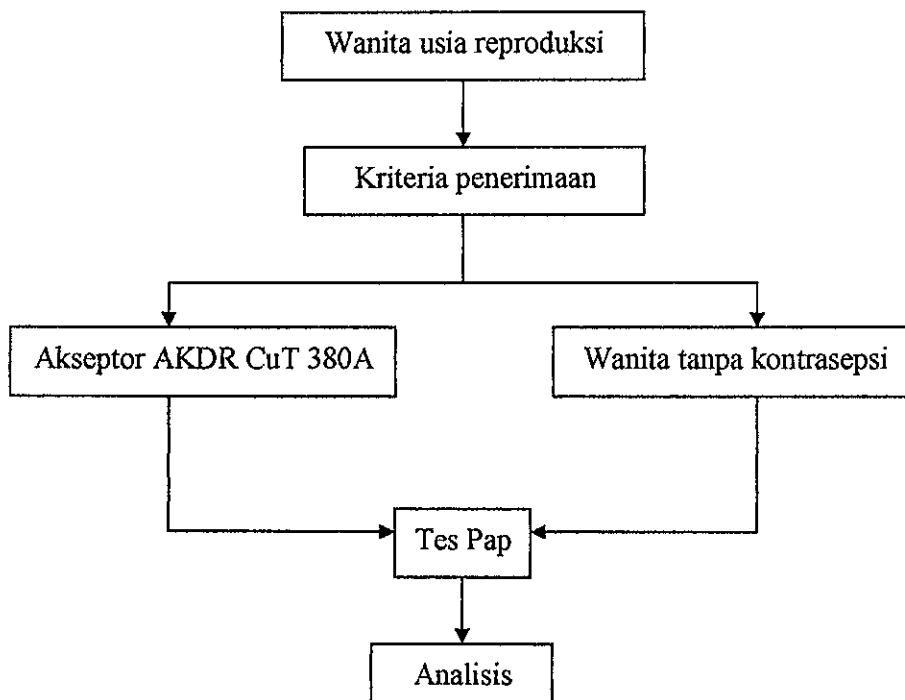 Wanita usia reproduksi
Kriteria penerimaan
Akseptor AKDR CuT 380A
Wanita tanpa kontrasepsi
Tes Pap
Analisis